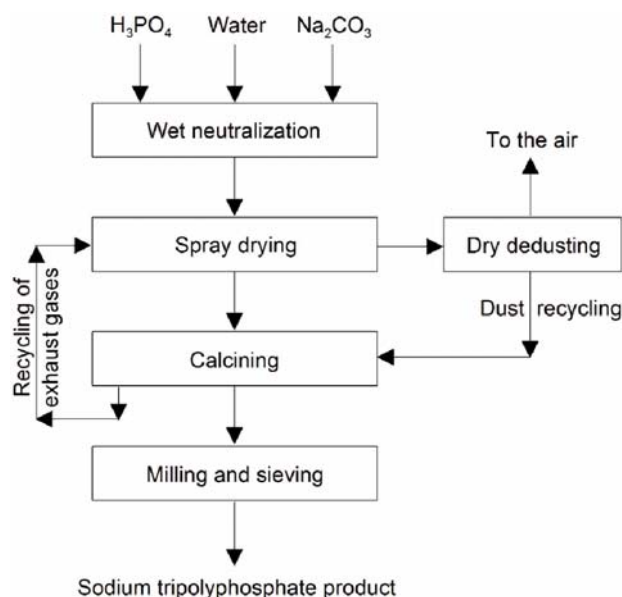 H₃PO₄ Water Na₂CO₃
Wet neutralization
To the air
Spray drying
Dry dedusting
Recycling of
exhaust gases
Dust recycling
Calcining
Milling and sieving
Sodium tripolyphosphate product